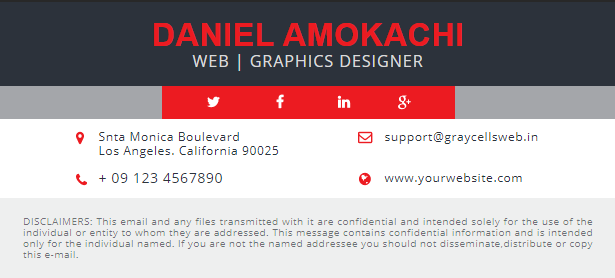 DANIEL AMOKACHI
WEB | GRAPHICS DESIGNER
Snta Monica Boulevard
Los Angeles. California 90025
support@graycellsweb.in
+ 09 123 4567890
www.yourwebsite.com
DISCLAIMERS: This email and any files transmitted with it are confidential and intended solely for the use of the
individual or entity to whom they are addressed. This message contains confidential information and is intended
only for the individual named. If you are not the named addressee you should not disseminate,distribute or copy
this e-mail.